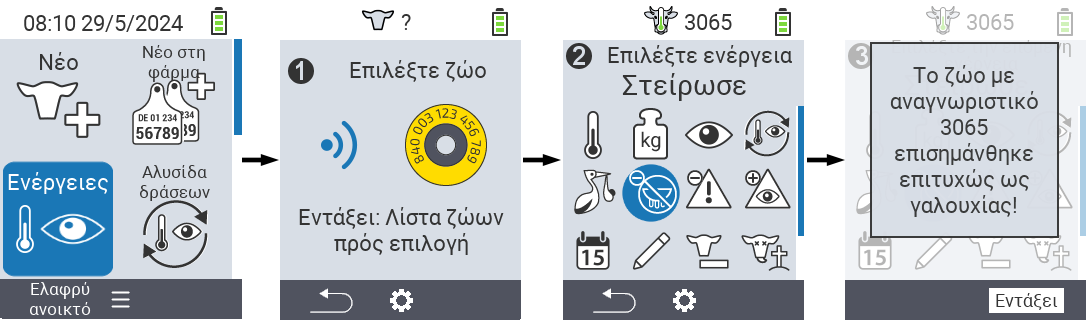 08:10 29/5/2024
Νέο
Νέο στη
φάρμα
DE 01 234
56789
234
89
Ενέργειες
Αλυσίδα
δράσεων
Ελαφρύ
ανοικτό
?
1
Επιλέξτε ζώο
840 003 123 456 789
Εντάξει: Λίστα ζώων
πρός επιλογή
3065
2
Επιλέξτε ενέργεια
Στείρωσε
kg
15
3065
3
Το ζώο με
αναγνωριστικό
3065
επισημάνθηκε
επιτυχώς ως
γαλουχίας!
15
Εντάξει